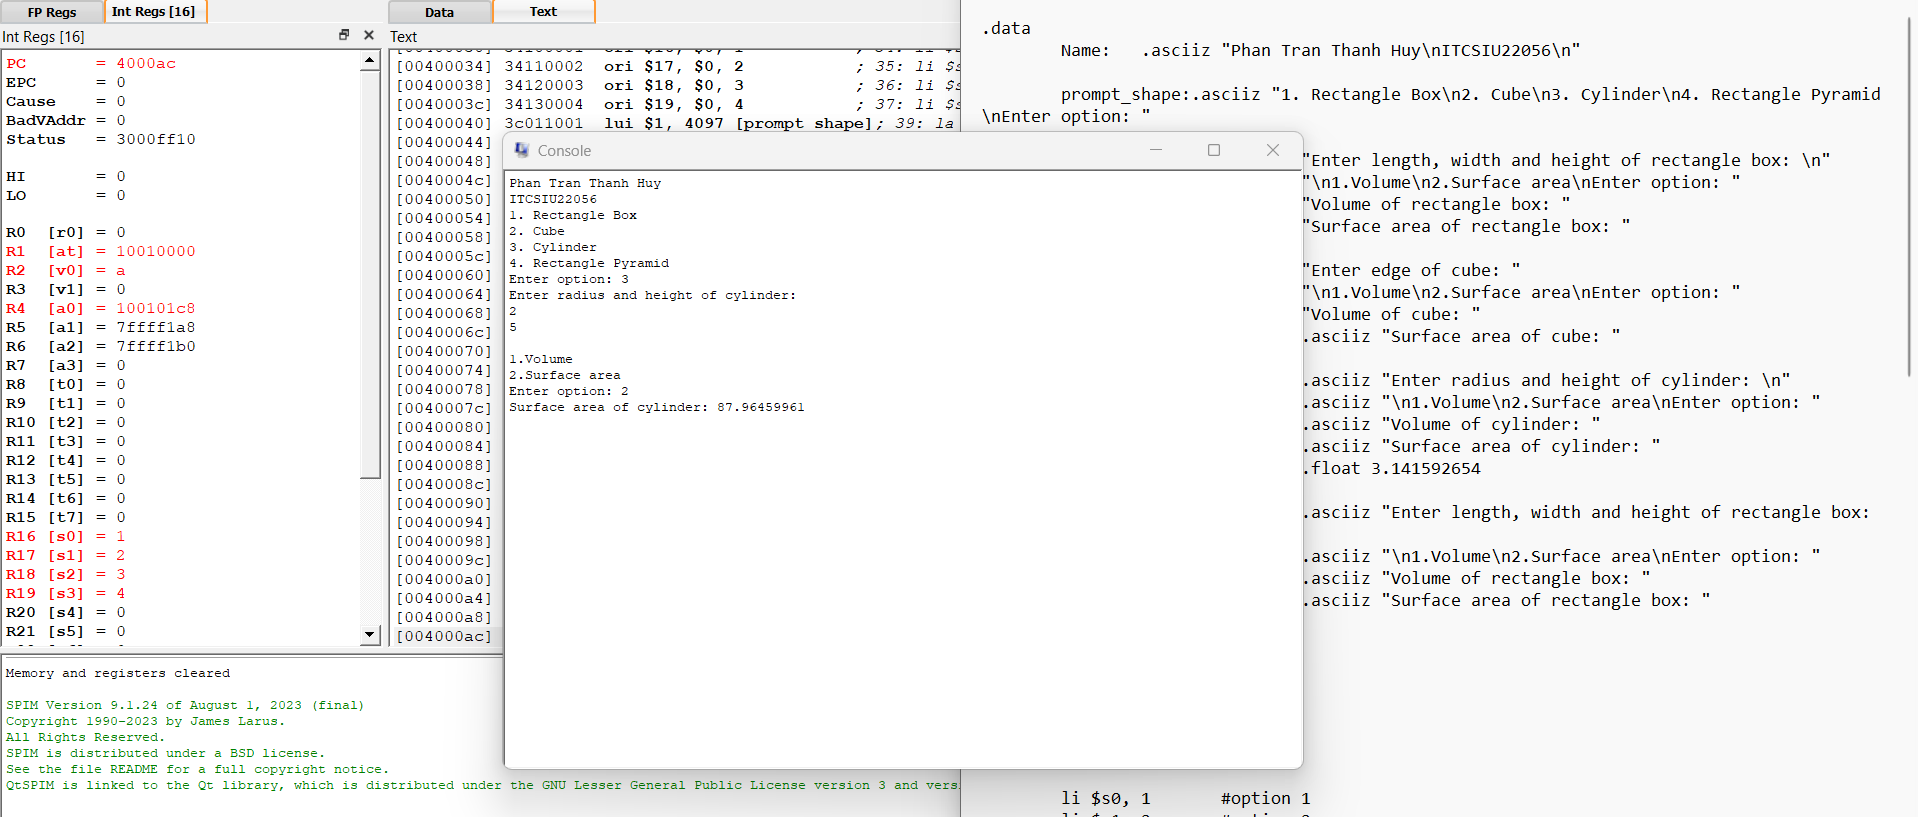 FP Regs
Int Regs [16]
Int Regs [16]
PC = 4000ac
EPC = 0
Cause = 0
BadVAddr = 0
Status = 3000ff10
HI = 0
LO = 0
R0 [r0] = 0
R1 [at] = 10010000
R2 [v0] = a
R3 [v1] = 0
R4 [a0] = 100101c8
R5 [a1] = 7ffff1a8
R6 [a2] = 7ffff1b0
R7 [a3] = 0
R8 [t0] = 0
R9 [t1] = 0
R10 [t2] = 0
R11 [t3] = 0
R12 [t4] = 0
R13 [t5] = 0
R14 [t6] = 0
R15 [t7] = 0
R16 [s0] = 1
R17 [s1] = 2
R18 [s2] = 3
R19 [s3] = 4
R20 [s4] = 0
R21 [s5] = 0
Data
Text
Text
[00400034] 34110002 ori $17, $0, 2 ; 35: li $s
[00400038] 34120003 ori $18, $0, 3 ; 36: li $s
[0040003c] 34130004 ori $19, $0, 4 ; 37: li $s
[00400040] 3c011001 lui $1, 4097 [prompt_shape]; 39: la
[00400044]
[00400048]
[0040004c]
[00400050]
[00400054]
[00400058]
[0040005c]
[00400060]
[00400064]
[00400068]
[0040006c]
[00400070]
[00400074]
[00400078]
[0040007c]
[00400080]
[00400084]
[00400088]
[0040008c]
[00400090]
[00400094]
[00400098]
[0040009c]
[004000a0]
[004000a4]
[004000a8]
[004000ac]
Console
Phan Tran Thanh Huy
ITCSIU22056
1. Rectangle Box
2. Cube
3. Cylinder
4. Rectangle Pyramid
Enter option: 3
Enter radius and height of cylinder:
2
5
1.Volume
2.Surface area
Enter option: 2
Surface area of cylinder: 87.96459961
.data
Name: .asciiz "Phan Tran Thanh Huy\nITCSIU22056\n"
prompt_shape:.asciiz "1. Rectangle Box\n2. Cube\n3. Cylinder\n4. Rectangle Pyramid
\nEnter option: "
"Enter length, width and height of rectangle box: \n"
"\n1.Volume\n2.Surface area\nEnter option: "
"Volume of rectangle box: "
"Surface area of rectangle box: "
"Enter edge of cube: "
"\n1.Volume\n2.Surface area\nEnter option: "
"Volume of cube: "
.asciiz "Surface area of cube: "
.asciiz "Enter radius and height of cylinder: \n"
.asciiz "\n1.Volume\n2.Surface area\nEnter option: "
.asciiz "Volume of cylinder: "
.asciiz "Surface area of cylinder: "
.float 3.141592654
.asciiz "Enter length, width and height of rectangle box:
.asciiz "\n1.Volume\n2.Surface area\nEnter option: "
.asciiz "Volume of rectangle box: "
.asciiz "Surface area of rectangle box: "
li $s0, 1 #option 1
Memory and registers cleared
SPIM Version 9.1.24 of August 1, 2023 (final)
Copyright 1990-2023 by James Larus.
All Rights Reserved.
SPIM is distributed under a BSD license.
See the file README for a full copyright notice.
QtSPIM is linked to the Qt library, which is distributed under the GNU Lesser General Public License version 3 and vers